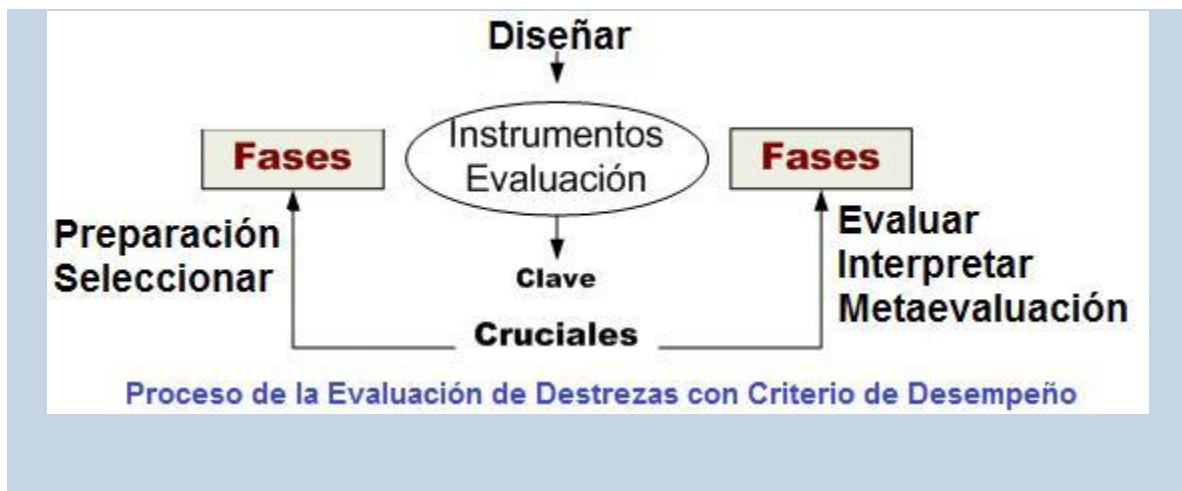 Diseñar
Instrumentos
Evaluación
Fases
Fases
Preparación
Seleccionar
Evaluar
Interpretar
Metaevaluación
Clave
Cruciales
Proceso de la Evaluación de Destrezas con Criterio de Desempeño